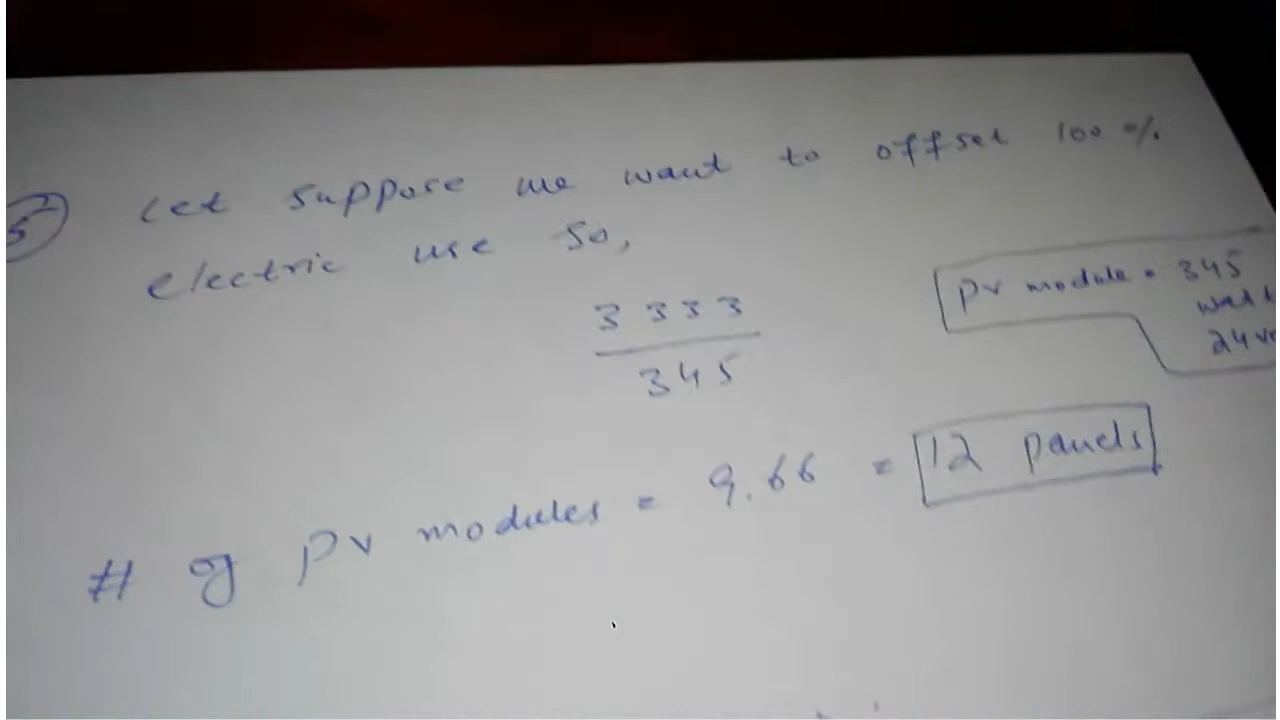 5
Let suppose we want to offset 100 %
electric use so,
3333
345
PV module = 345
watt
24
# of PV modules = 9.66 = 12 panels